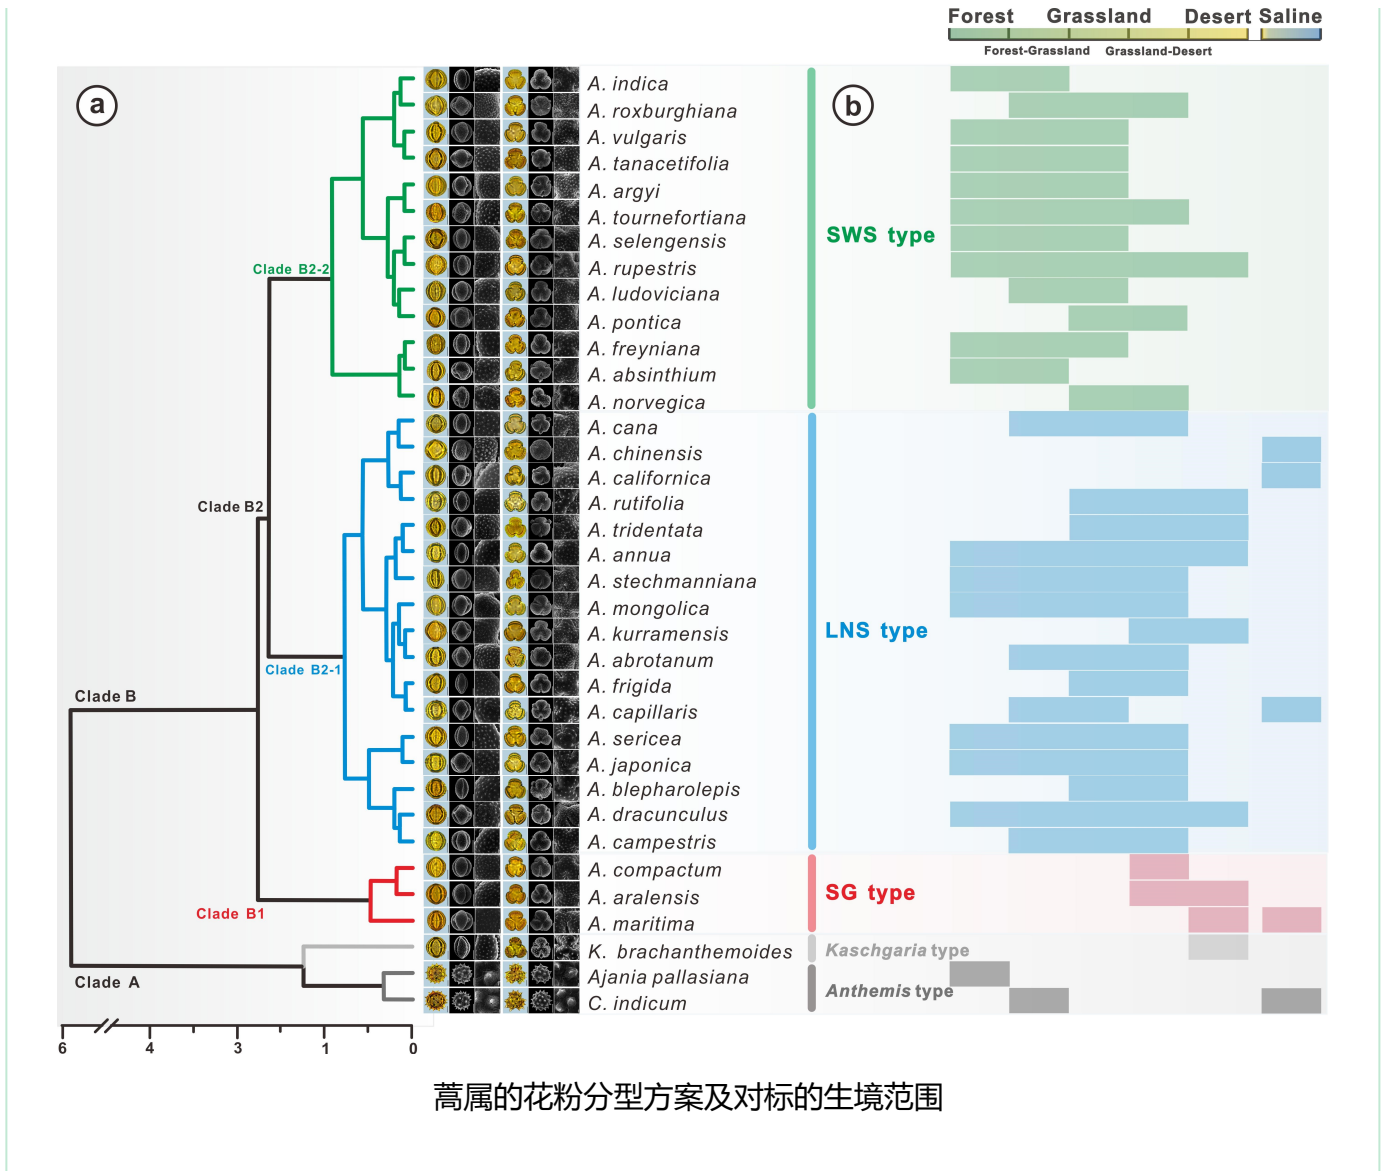 Forest Grassland Desert Saline
Forest-Grassland Grassland-Desert
a
b
A. indica
A. roxburghiana
A. vulgaris
A. tanacetifolia
A. argyi
A. tournefortiana
A. selengensis
A. rupestris
A. ludoviciana
A. pontica
A. freyniana
A. absinthium
A. norvegica
A. cana
A. chinensis
A. californica
A. rutifolia
A. tridentata
A. annua
A. stechmanniana
A. mongolica
A. kurramensis
A. abrotanum
A. frigida
A. capillaris
A. sericea
A. japonica
A. blepharolepis
A. dracunculus
A. campestris
A. compactum
A. aralensis
A. maritima
K. brachanthemoides
Ajania pallasiana
C. indicum
SWS type
LNS type
SG type
Kaschgaria type
Anthemis type
Clade B2-2
Clade B2
Clade B2-1
Clade B
Clade B1
Clade A
6 4 3 1 0
蒿属的花粉分型方案及对标的生境范围